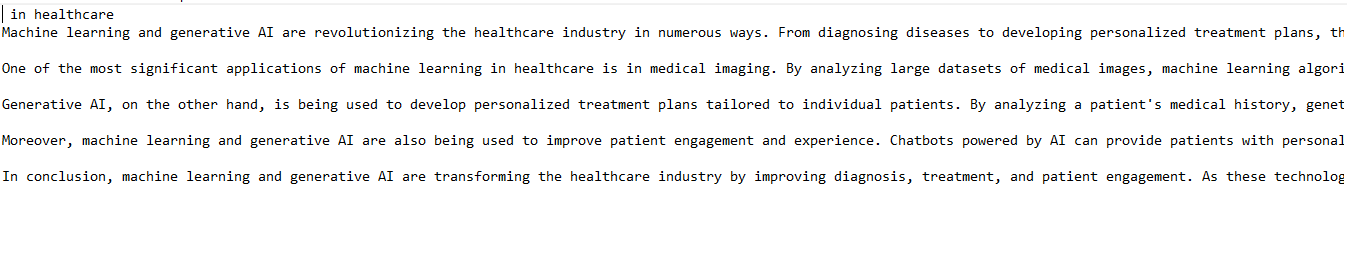 in healthcare
Machine learning and generative AI are revolutionizing the healthcare industry in numerous ways. From diagnosing diseases to developing personalized treatment plans, th
One of the most significant applications of machine learning in healthcare is in medical imaging. By analyzing large datasets of medical images, machine learning algori
Generative AI, on the other hand, is being used to develop personalized treatment plans tailored to individual patients. By analyzing a patient's medical history, genet
Moreover, machine learning and generative AI are also being used to improve patient engagement and experience. Chatbots powered by AI can provide patients with personal
In conclusion, machine learning and generative AI are transforming the healthcare industry by improving diagnosis, treatment, and patient engagement. As these technolog